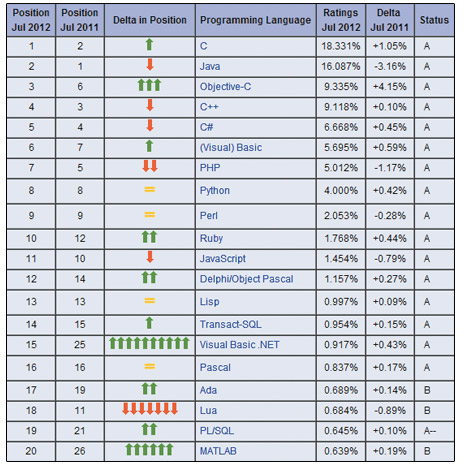 Position Jul 2012 Position Jul 2011 Delta in Position Programming Language Ratings Jul 2012 Delta Jul 2011 Status
1 2 C 18.331% +1.05% A
2 1 Java 16.087% -3.16% A
3 6 Objective-C 9.335% +4.15% A
4 3 C++ 9.118% +0.10% A
5 4 C# 6.668% +0.45% A
6 7 (Visual) Basic 5.695% +0.59% A
7 5 PHP 5.012% -1.17% A
8 8 Python 4.000% +0.42% A
9 9 Perl 2.053% -0.28% A
10 12 Ruby 1.768% +0.44% A
11 10 JavaScript 1.454% -0.79% A
12 14 Delphi/Object Pascal 1.157% +0.27% A
13 13 Lisp 0.997% +0.09% A
14 15 Transact-SQL 0.954% +0.15% A
15 25 Visual Basic .NET 0.917% +0.43% A
16 16 Pascal 0.837% +0.17% A
17 19 Ada 0.689% +0.14% B
18 11 Lua 0.684% -0.89% B
19 21 PL/SQL 0.645% +0.10% A--
20 26 MATLAB 0.639% +0.19% B